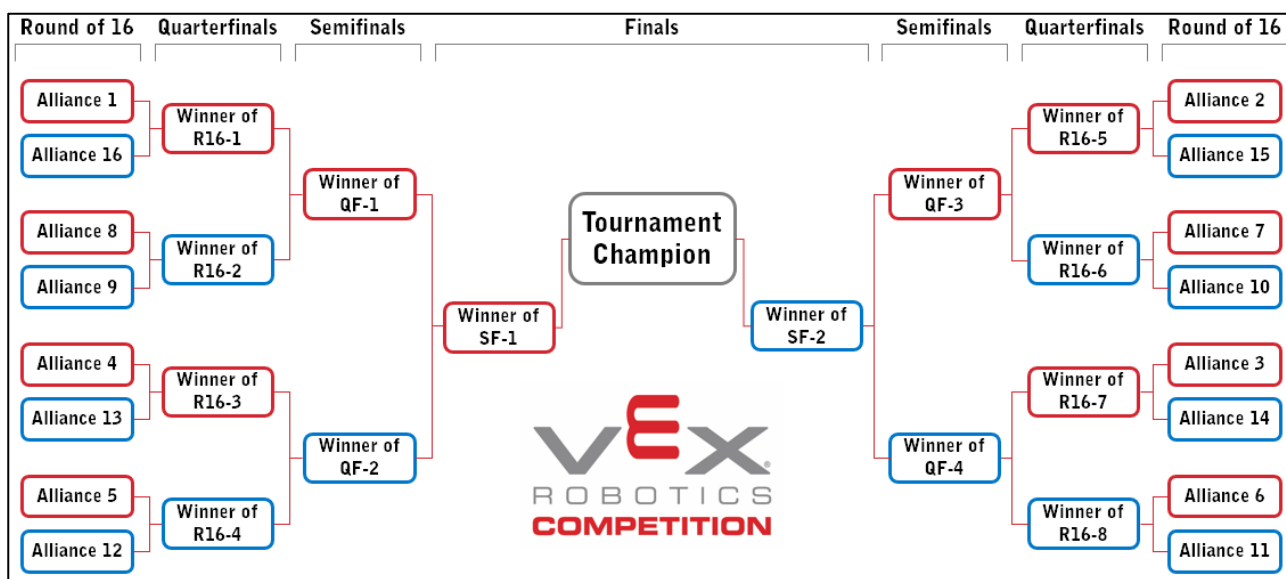 Round of 16
Quarterfinals
Semifinals
Finals
Semifinals
Quarterfinals
Round of 16
Alliance 1
Alliance 16
Alliance 8
Alliance 9
Alliance 4
Alliance 13
Alliance 5
Alliance 12
Winner of
R16-1
Winner of
R16-2
Winner of
R16-3
Winner of
R16-4
Winner of
QF-1
Winner of
QF-2
Winner of
SF-1
Tournament
Champion
Winner of
SF-2
Winner of
QF-3
Winner of
QF-4
Winner of
R16-5
Winner of
R16-6
Winner of
R16-7
Winner of
R16-8
Alliance 2
Alliance 15
Alliance 7
Alliance 10
Alliance 3
Alliance 14
Alliance 6
Alliance 11
VEX®
ROBOTICS
COMPETITION